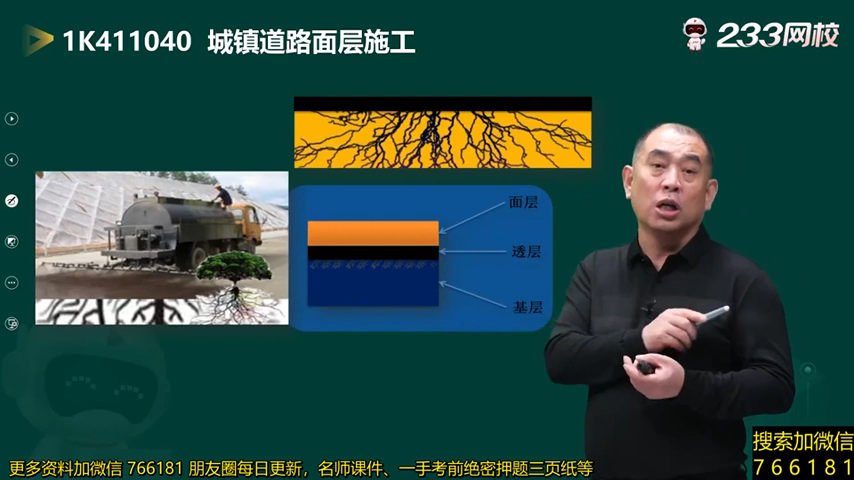 1K411040 城镇道路面层施工
233网校
面层
透层
基层
搜索加微信
766181
更多资料加微信 766181 朋友圈每日更新，名师课件、一手考前绝密押题三页纸等